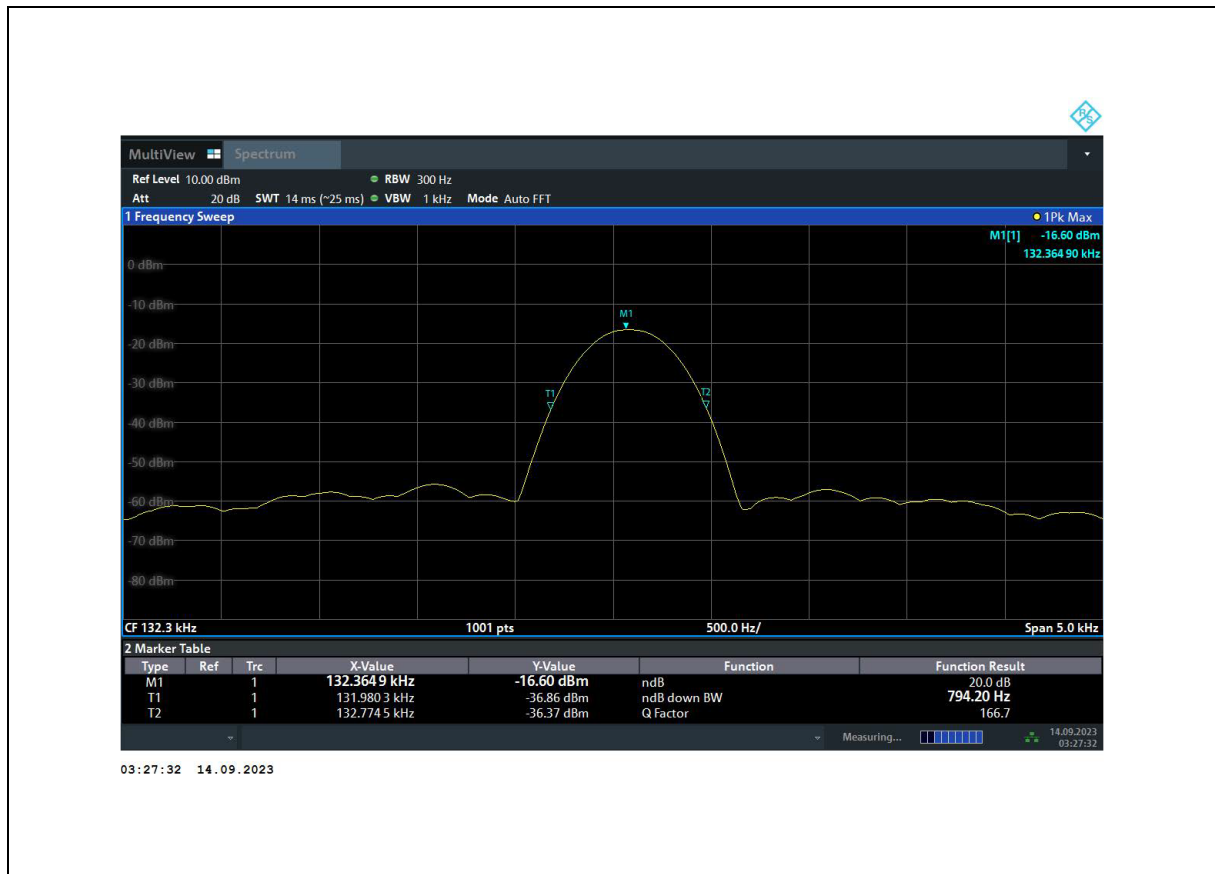 R S
MultiView Spectrum
Ref Level 10.00 dBm RBW 300 Hz
Att 20 dB SWT 14 ms (~25 ms) VBW 1 kHz Mode Auto FFT
1 Frequency Sweep 1Pk Max
M1[1] -16.60 dBm
132.364 90 kHz
0 dBm
-10 dBm
M1
-20 dBm
-30 dBm
T1 T2
-40 dBm
-50 dBm
-60 dBm
-70 dBm
-80 dBm
CF 132.3 kHz 1001 pts 500.0 Hz/ Span 5.0 kHz
2 Marker Table
Type Ref Trc X-Value Y-Value Function Function Result
M1 1 132.364 9 kHz -16.60 dBm ndB 20.0 dB
T1 1 131.980 3 kHz -36.86 dBm ndB down BW 794.20 Hz
T2 1 132.774 5 kHz -36.37 dBm Q Factor 166.7
Measuring... 14.09.2023
03:27:32
03:27:32 14.09.2023